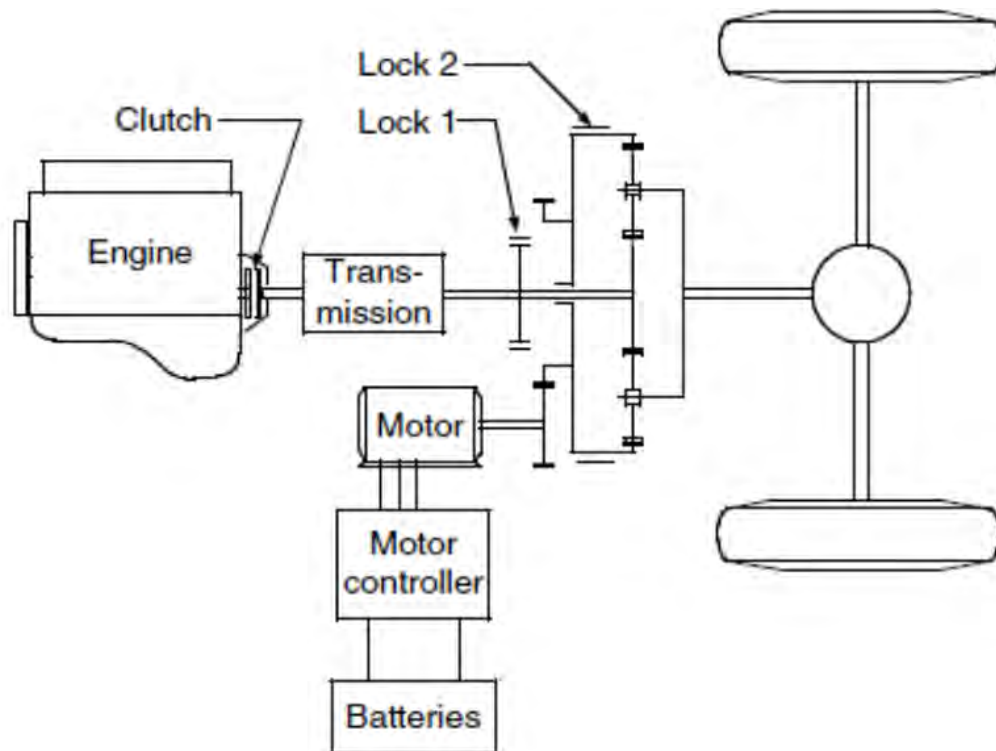 Lock 2
Lock 1
Clutch
Engine
Trans-
mission
Motor
Motor
controller
Batteries